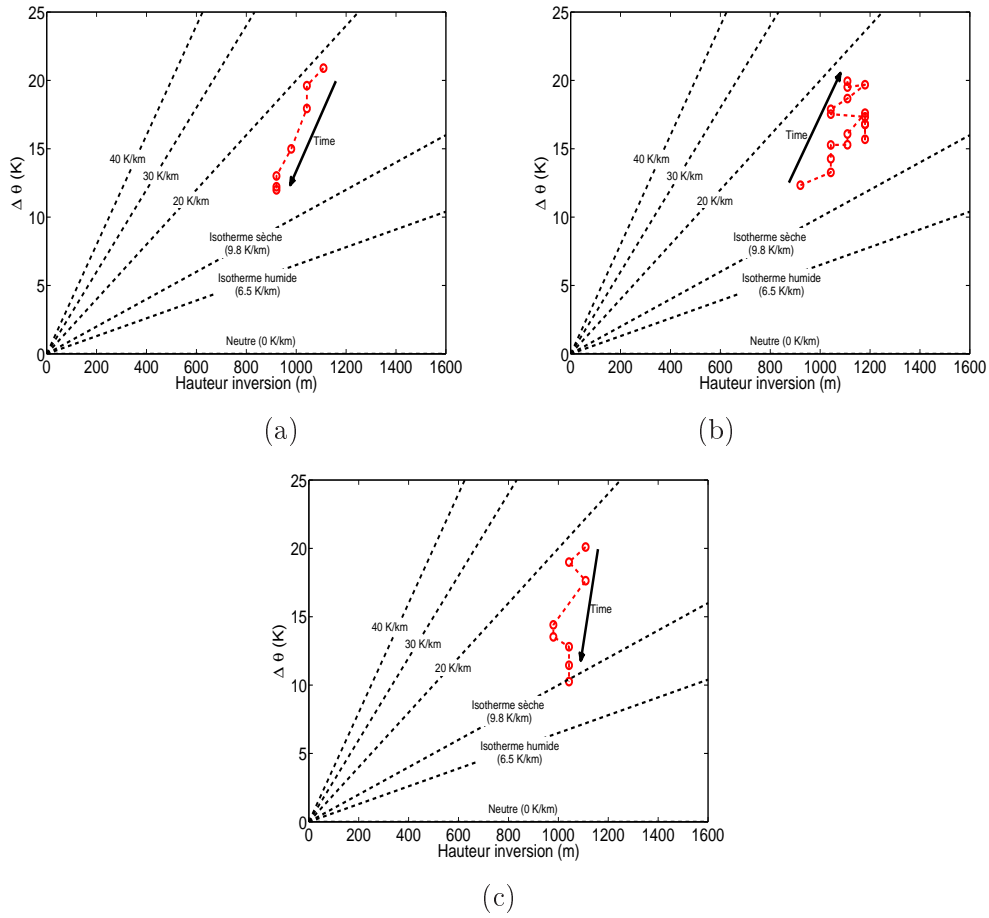 25
20
15
10
5
0
Δ θ (K)
40 K/km
30 K/km
20 K/km
Time
Isotherme sèche
(9.8 K/km)
Isotherme humide
(6.5 K/km)
Neutre (0 K/km)
0 200 400 600 800 1000 1200 1400 1600
Hauteur inversion (m)
(a)
25
20
15
10
5
0
Δ θ (K)
40 K/km
30 K/km
20 K/km
Time
Isotherme sèche
(9.8 K/km)
Isotherme humide
(6.5 K/km)
Neutre (0 K/km)
0 200 400 600 800 1000 1200 1400 1600
Hauteur inversion (m)
(b)
25
20
15
10
5
0
Δ θ (K)
40 K/km
30 K/km
20 K/km
Time
Isotherme sèche
(9.8 K/km)
Isotherme humide
(6.5 K/km)
Neutre (0 K/km)
0 200 400 600 800 1000 1200 1400 1600
Hauteur inversion (m)
(c)